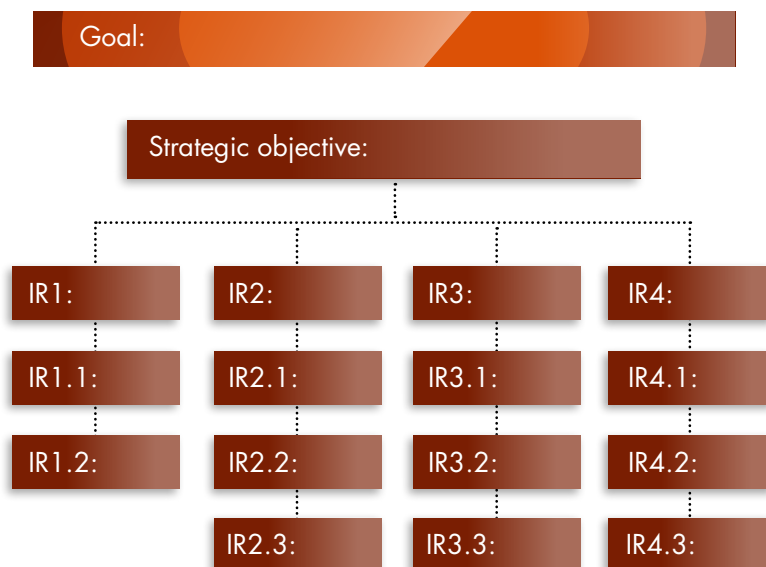 Goal:
Strategic objective:
IR1:
IR2:
IR3:
IR4:
IR1.1:
IR2.1:
IR3.1:
IR4.1:
IR1.2:
IR2.2:
IR3.2:
IR4.2:
IR2.3:
IR3.3:
IR4.3: